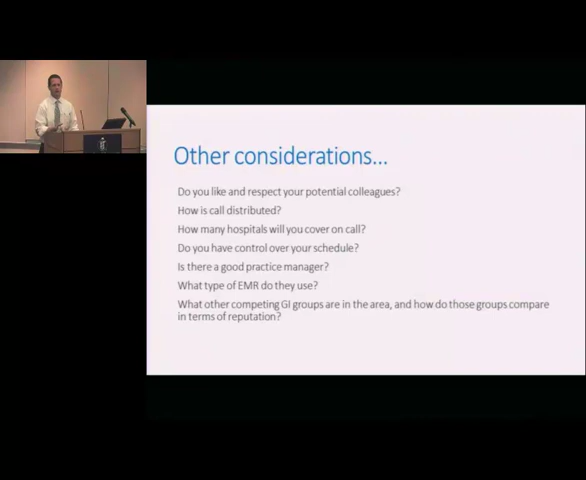 Other considerations...
Do you like and respect your potential colleagues?
How is call distributed?
How many hospitals will you cover on call?
Do you have control over your schedule?
Is there a good practice manager?
What type of EMR do they use?
What other competing GI groups are in the area, and how do those groups compare
in terms of reputation?